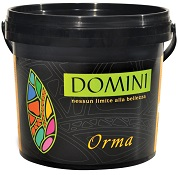 DOMINI
nessun limite alla bellezza
Orma